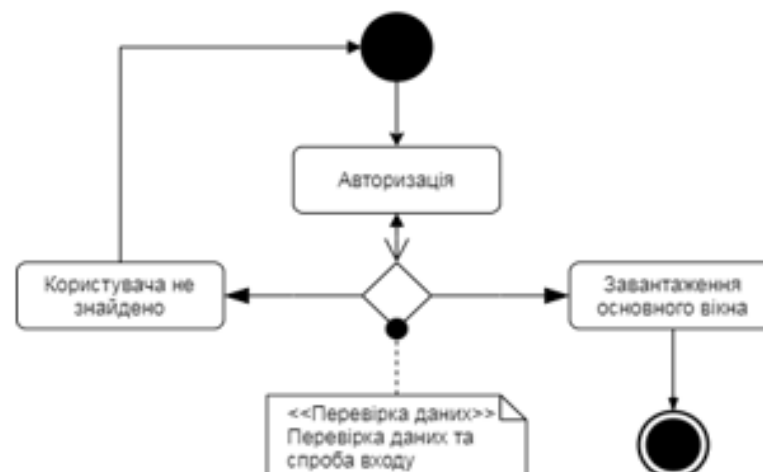 Авторизація
Користувача не
знайдено
Завантаження
основного вікна
<<Перевірка даних>>
Перевірка даних та
спроба входу